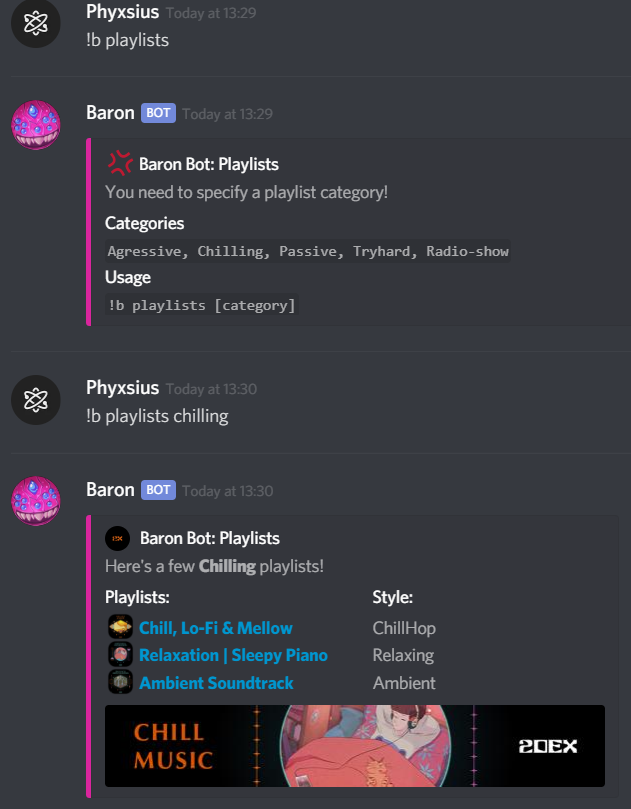 Phyxsius Today at 13:29
!b playlists
Baron BOT Today at 13:29
Baron Bot: Playlists
You need to specify a playlist category!
Categories
Agressive, Chilling, Passive, Tryhard, Radio-show
Usage
!b playlists [category]
Phyxsius Today at 13:30
!b playlists chilling
Baron BOT Today at 13:30
Baron Bot: Playlists
Here's a few Chilling playlists!
Playlists: Style:
Chill, Lo-Fi & Mellow ChillHop
Relaxation | Sleepy Piano Relaxing
Ambient Soundtrack Ambient
CHILL
MUSIC